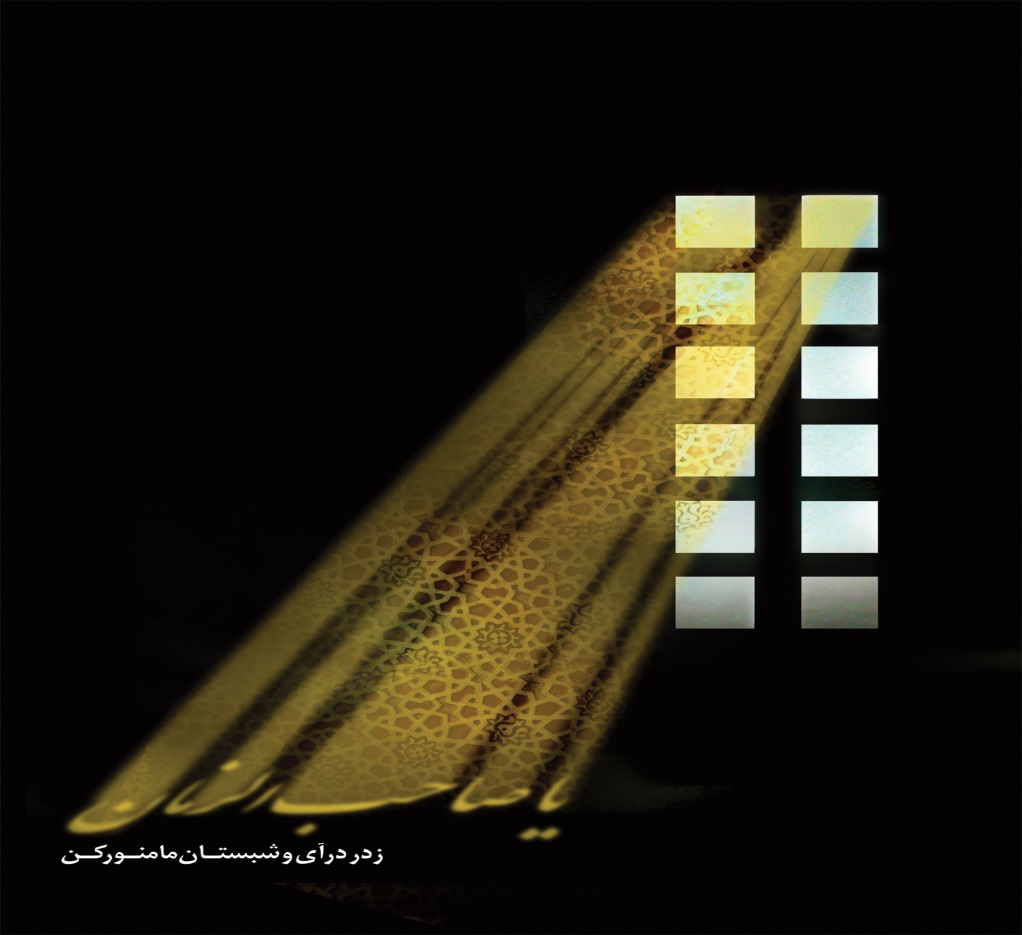 یا صاحب الزمان
ز در درآی و شبستان ما منور کن